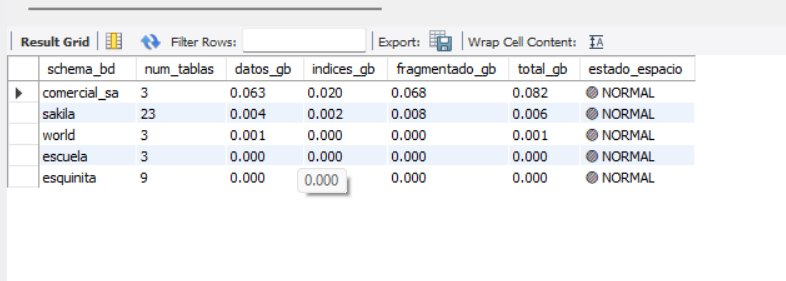 Result Grid Filter Rows: Export: Wrap Cell Content: IA
schema_bd num_tablas datos_gb indices_gb fragmentado_gb total_gb estado_espacio
comercial_sa 3 0.063 0.020 0.068 0.082 NORMAL
sakila 23 0.004 0.002 0.008 0.006 NORMAL
world 3 0.001 0.000 0.000 0.001 NORMAL
escuela 3 0.000 0.000 0.000 0.000 NORMAL
esquinita 9 0.000 0.000 0.000 0.000 NORMAL